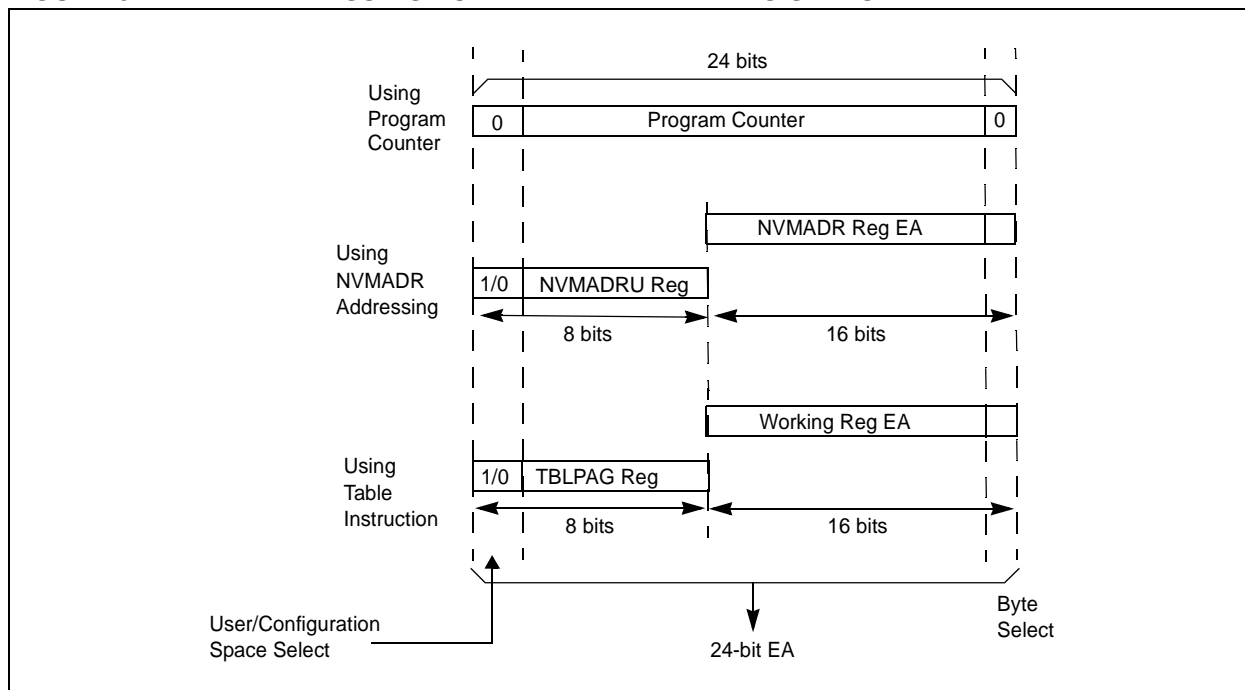 24 bits
Using
Program
Counter
0
Program Counter
0
NVMADR Reg EA
Using
NVMADR
Addressing
1/0
NVMADRU Reg
8 bits
16 bits
Working Reg EA
Using
Table
Instruction
1/0
TBLPAG Reg
8 bits
16 bits
User/Configuration
Space Select
24-bit EA
Byte
Select